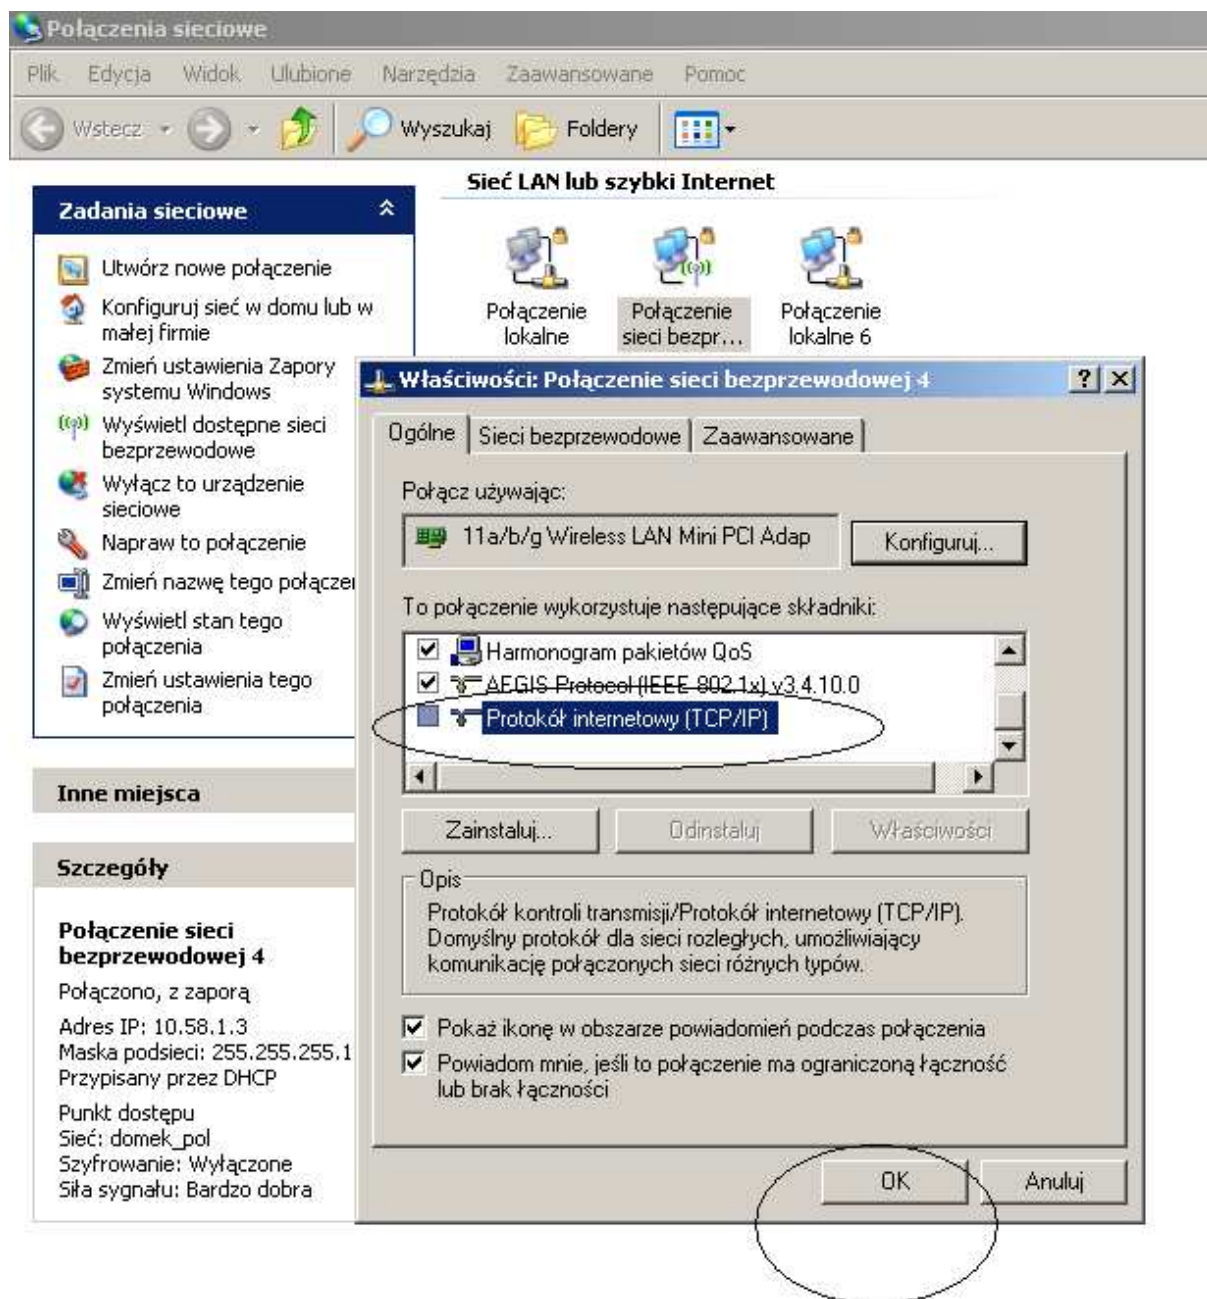 Połączenia sieciowe
Plik Edycja Widok Ulubione Narzędzia Zaawansowane Pomoc
Wstecz Wyszukaj Foldery
Zadania sieciowe
Utwórz nowe połączenie
Konfiguruj sieć w domu lub w
małej firmie
Zmień ustawienia Zapory
systemu Windows
Wyświetl dostępne sieci
bezprzewodowe
Wyłącz to urządzenie
sieciowe
Napraw to połączenie
Zmień nazwę tego połączer
Wyświetl stan tego
połączenia
Zmień ustawienia tego
połączenia
Inne miejsca
Szczegóły
Połączenie sieci
bezprzewodowej 4
Połączono, z zaporą
Adres IP: 10.58.1.3
Maska podsieci: 255.255.255.1
Przypisany przez DHCP
Punkt dostępu
Sieć: domek_pol
Szyfrowanie: Wyłączone
Siła sygnału: Bardzo dobra
Sieć LAN lub szybki Internet
Połączenie
lokalne
Połączenie
sieci bezpr...
Połączenie
lokalne 6
Właściwości: Połączenie sieci bezprzewodowej 4
Ogólne Sieci bezprzewodowe Zaawansowane
Połącz używając:
11a/b/g Wireless LAN Mini PCI Adap Konfiguruj...
To połączenie wykorzystuje następujące składniki:
Harmonogram pakietów QoS
AEGIS Protocol (IEEE 802.1x) v3.4.10.0
Protokół internetowy (TCP/IP)
Zainstaluj... Odinstaluj Właściwości
Opis
Protokół kontroli transmisji/Protokół internetowy (TCP/IP).
Domyślny protokół dla sieci rozległych, umożliwiający
komunikację połączonych sieci różnych typów.
Pokaż ikonę w obszarze powiadomień podczas połączenia
Powiadom mnie, jeśli to połączenie ma ograniczoną łączność
lub brak łączności
OK Anuluj